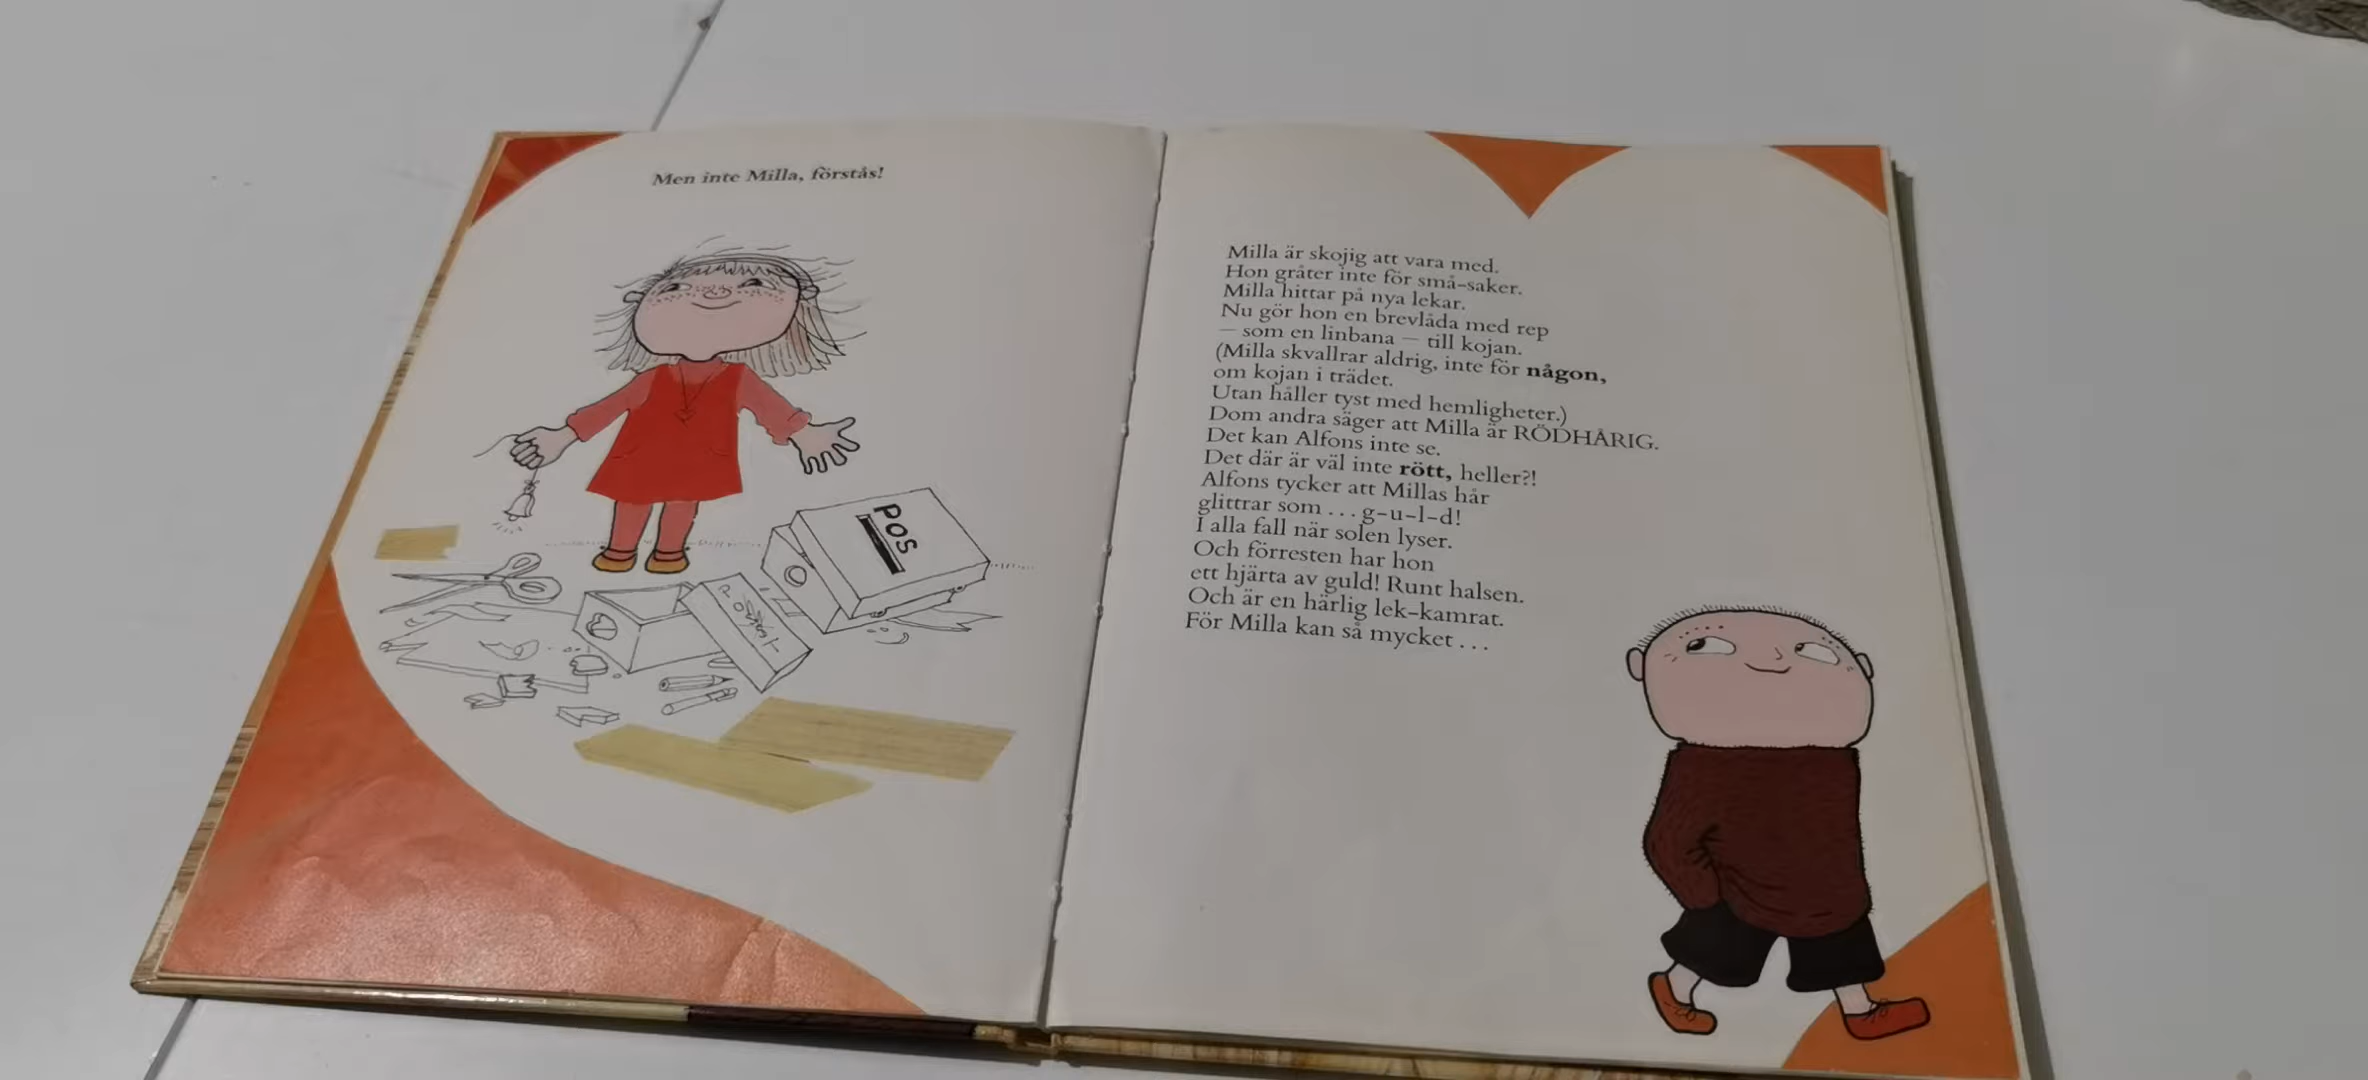 Men inte Milla, förstås!
POS
Milla är skojig att vara med.
Hon gråter inte för små-saker.
Milla hittar på nya lekar.
Nu gör hon en brevlåda med rep
— som en linbana — till kojan.
(Milla skvallrar aldrig, inte för någon,
om kojan i trädet.
Utan håller tyst med hemligheter.)
Dom andra säger att Milla är RÖDHÅRIG.
Det kan Alfons inte se.
Det där är väl inte rött, heller?!
Alfons tycker att Millas hår
glittrar som . . . g-u-l-d!
I alla fall när solen lyser.
Och förresten har hon
ett hjärta av guld! Runt halsen.
Och är en härlig lek-kamrat.
För Milla kan så mycket . . .